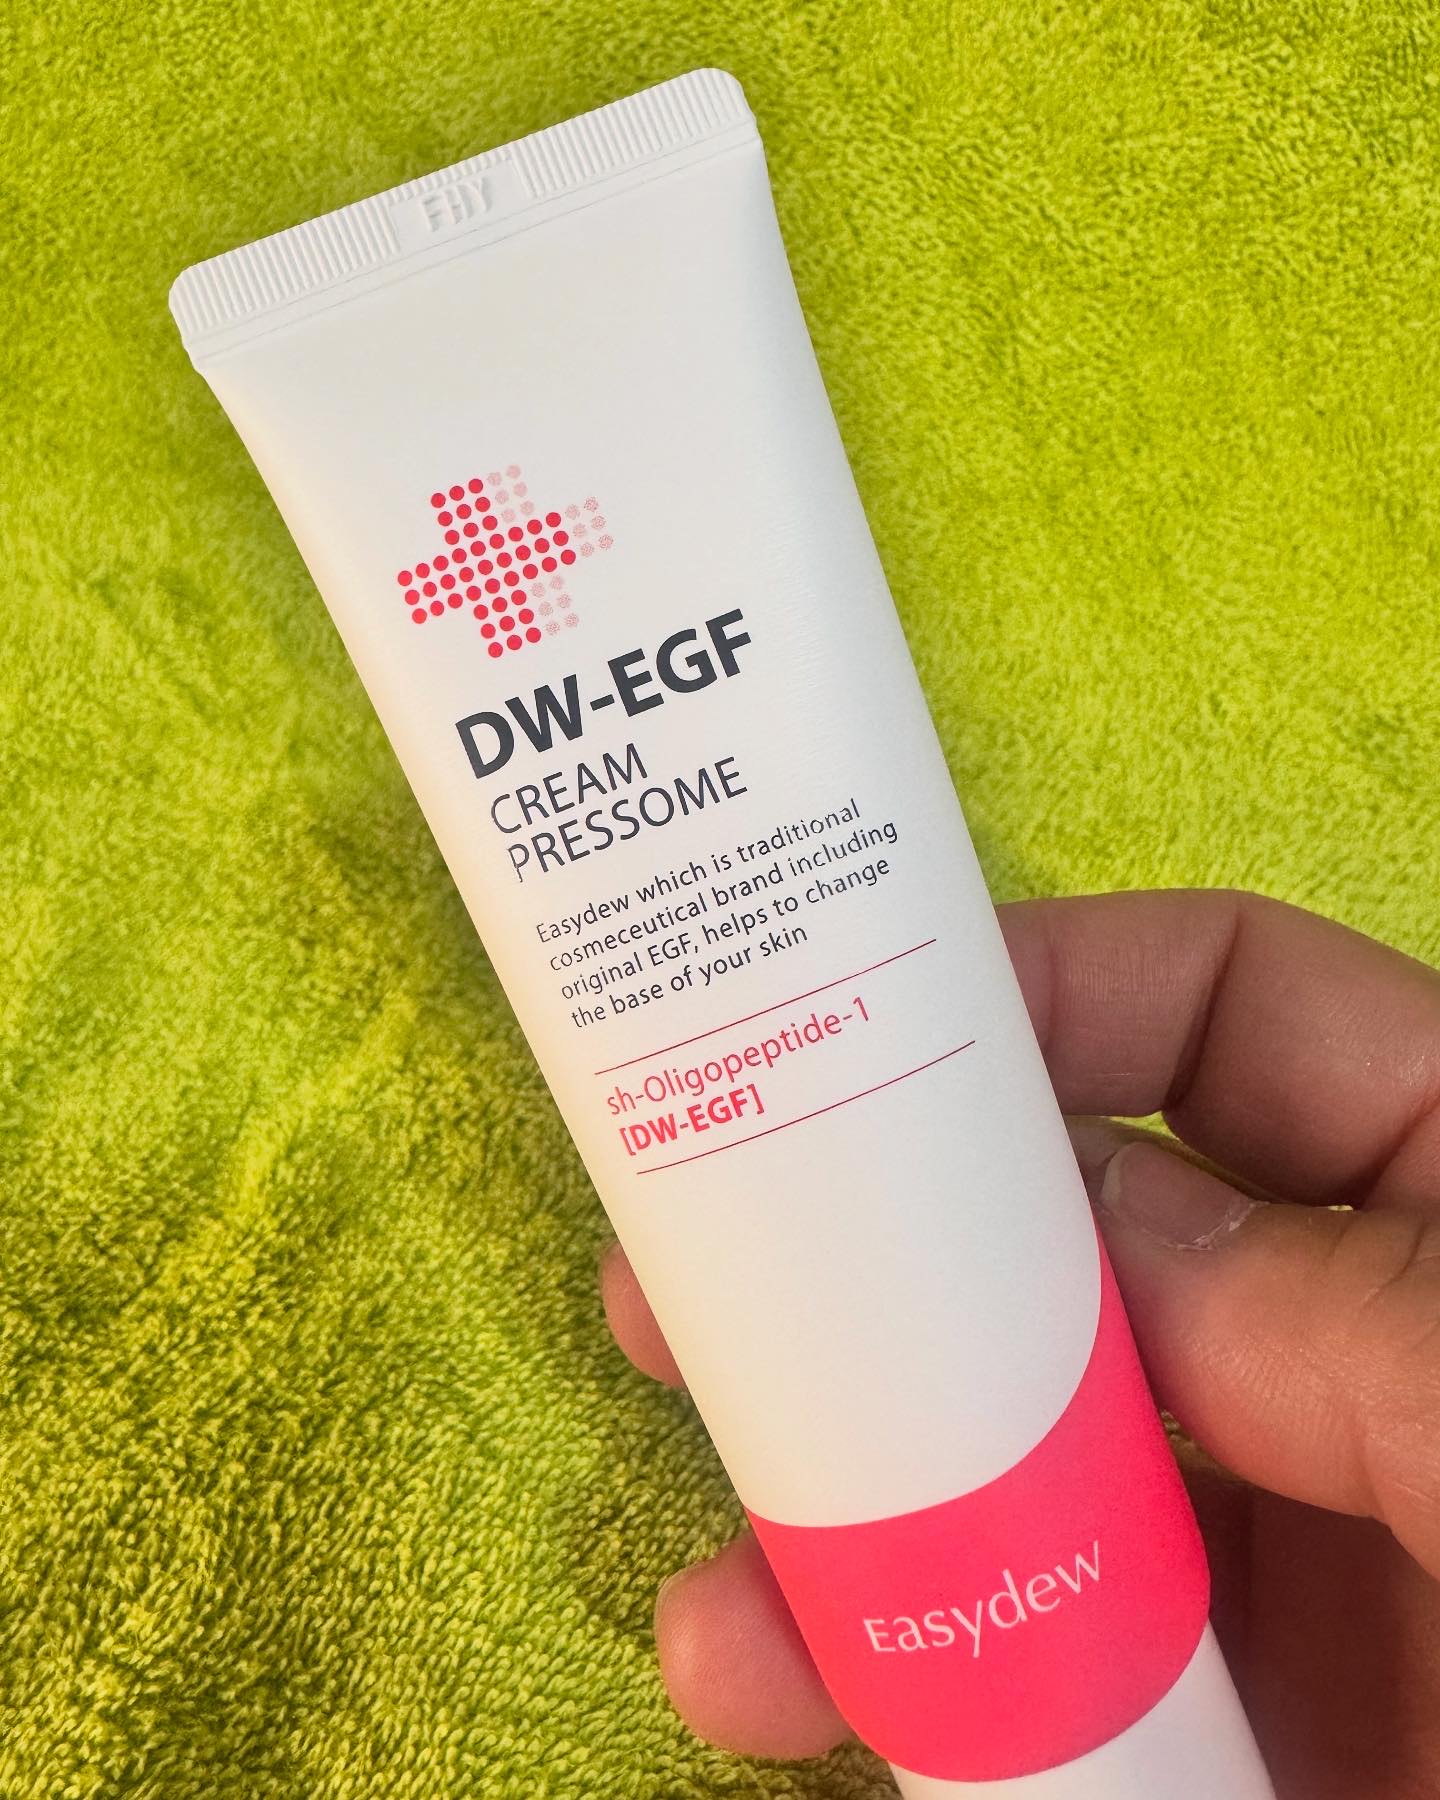 DW-EGF
CREAM
PRESSOME
Easydew which is traditional
cosmeceutical brand including
original EGF, helps to change
the base of your skin
sh-Oligopeptide-1
[DW-EGF]
Easydew